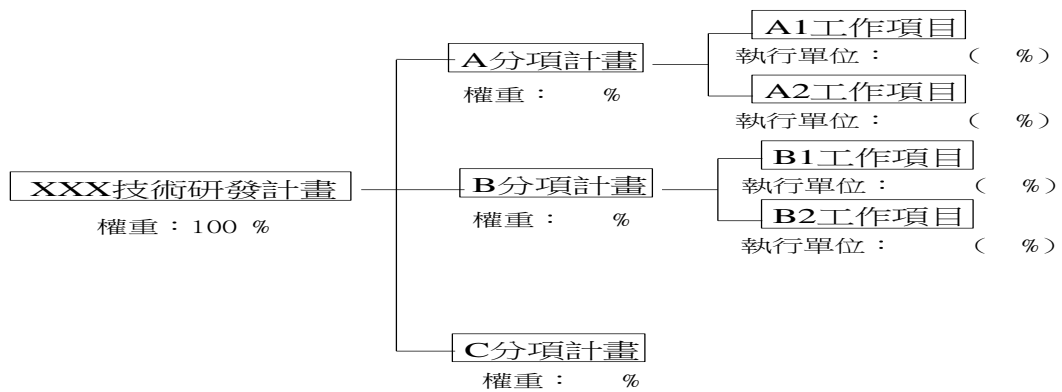 A1工作項目
執行單位： ( %)
A分項計畫
權重： %
A2工作項目
執行單位： ( %)
B1工作項目
執行單位： ( %)
XXX技術研發計畫
權重：100 %
B分項計畫
權重： %
B2工作項目
執行單位： ( %)
C分項計畫
權重： %